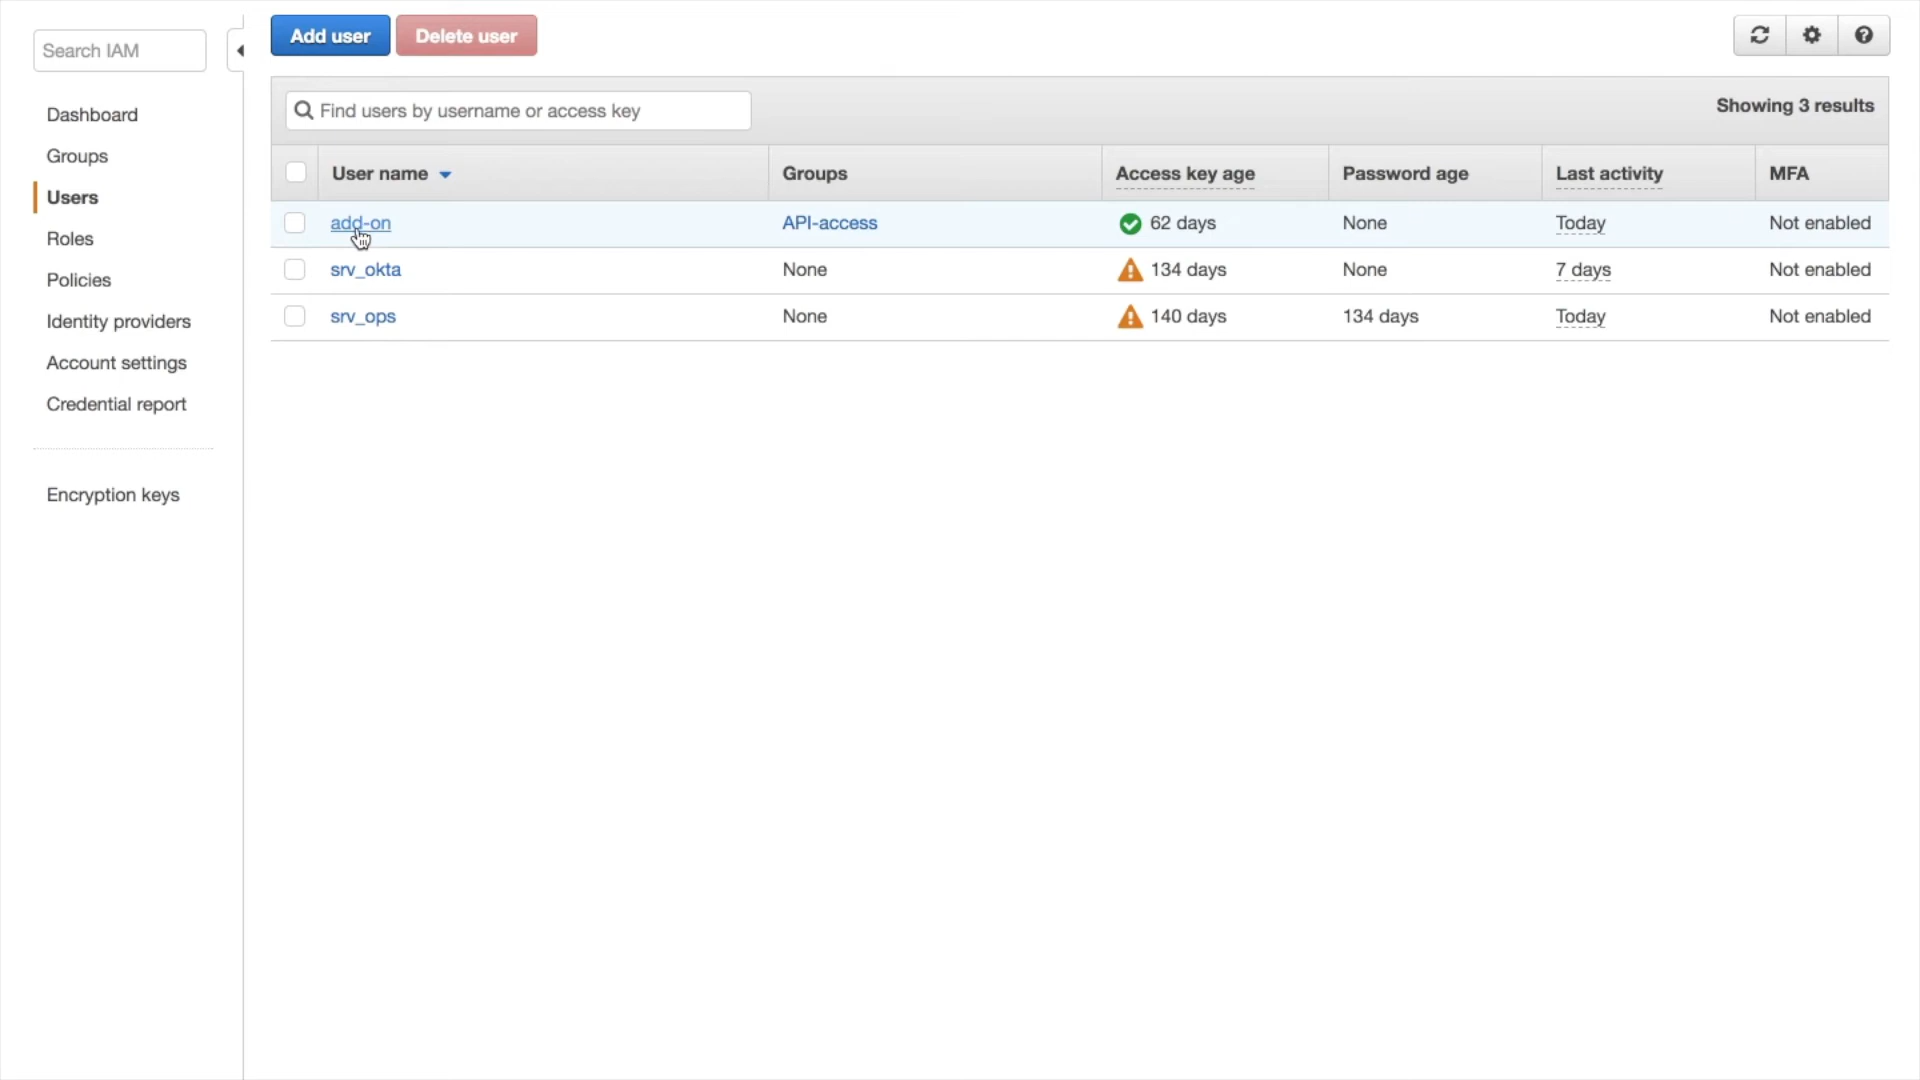 Search IAM
Dashboard
Groups
Users
Roles
Policies
Identity providers
Account settings
Credential report
Encryption keys
Add user Delete user
Find users by username or access key Showing 3 results
User name Groups Access key age Password age Last activity MFA
add-on API-access 62 days None Today Not enabled
srv_okta None 134 days None 7 days Not enabled
srv_ops None 140 days 134 days Today Not enabled